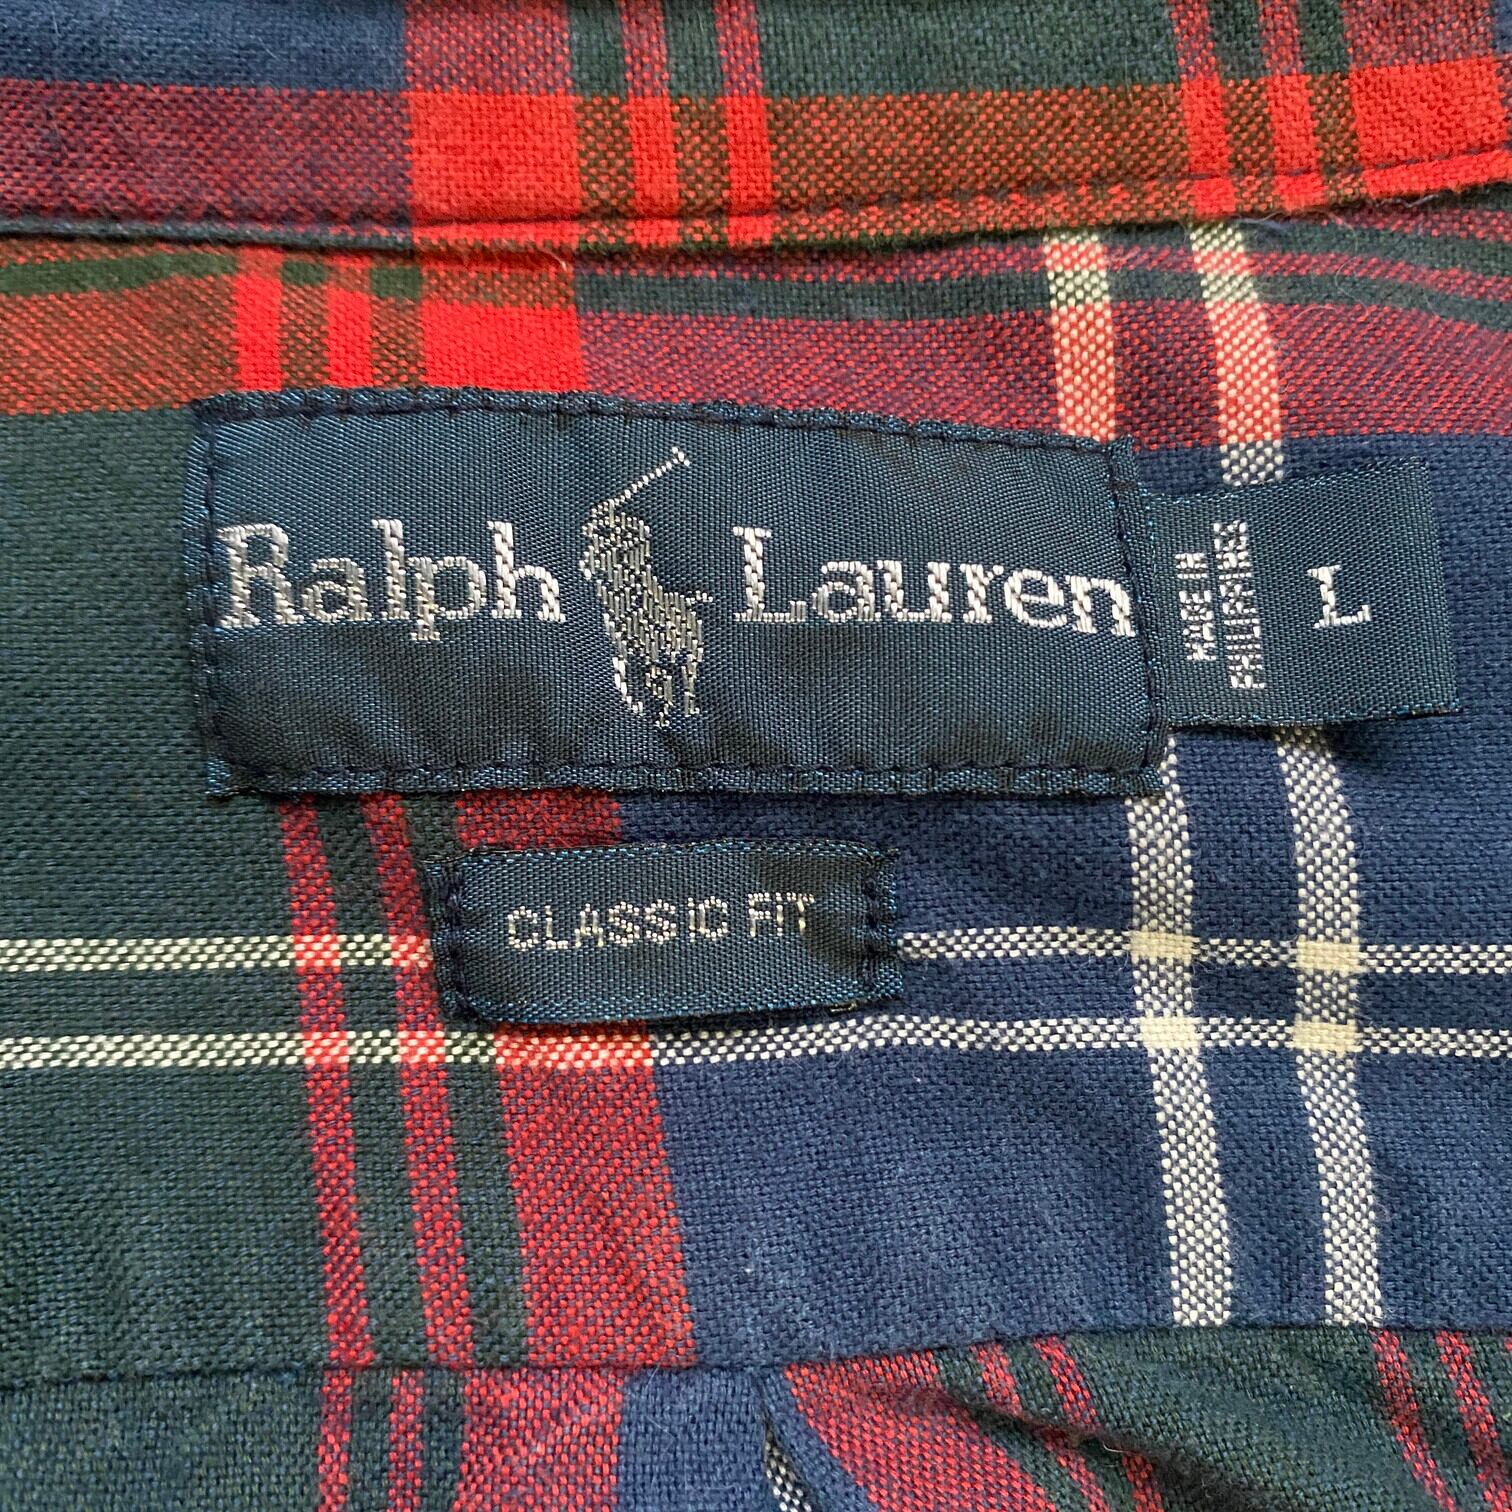 Ralph Lauren
MADE IN
PHILIPPINES
L
CLASSIC FIT